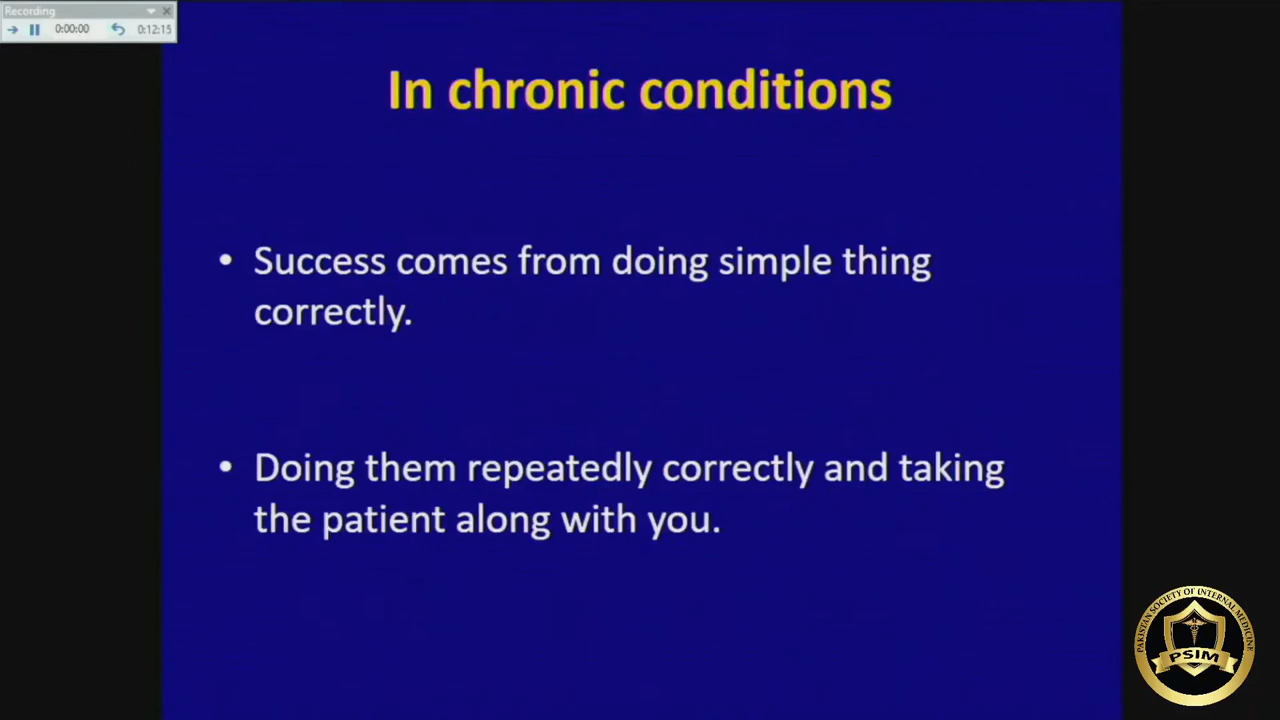 Recording
0:00:00
0:12:15
In chronic conditions
• Success comes from doing simple thing
correctly.
• Doing them repeatedly correctly and taking
the patient along with you.
PAKISTAN SOCIETY OF INTERNAL MEDICINE
PSIM